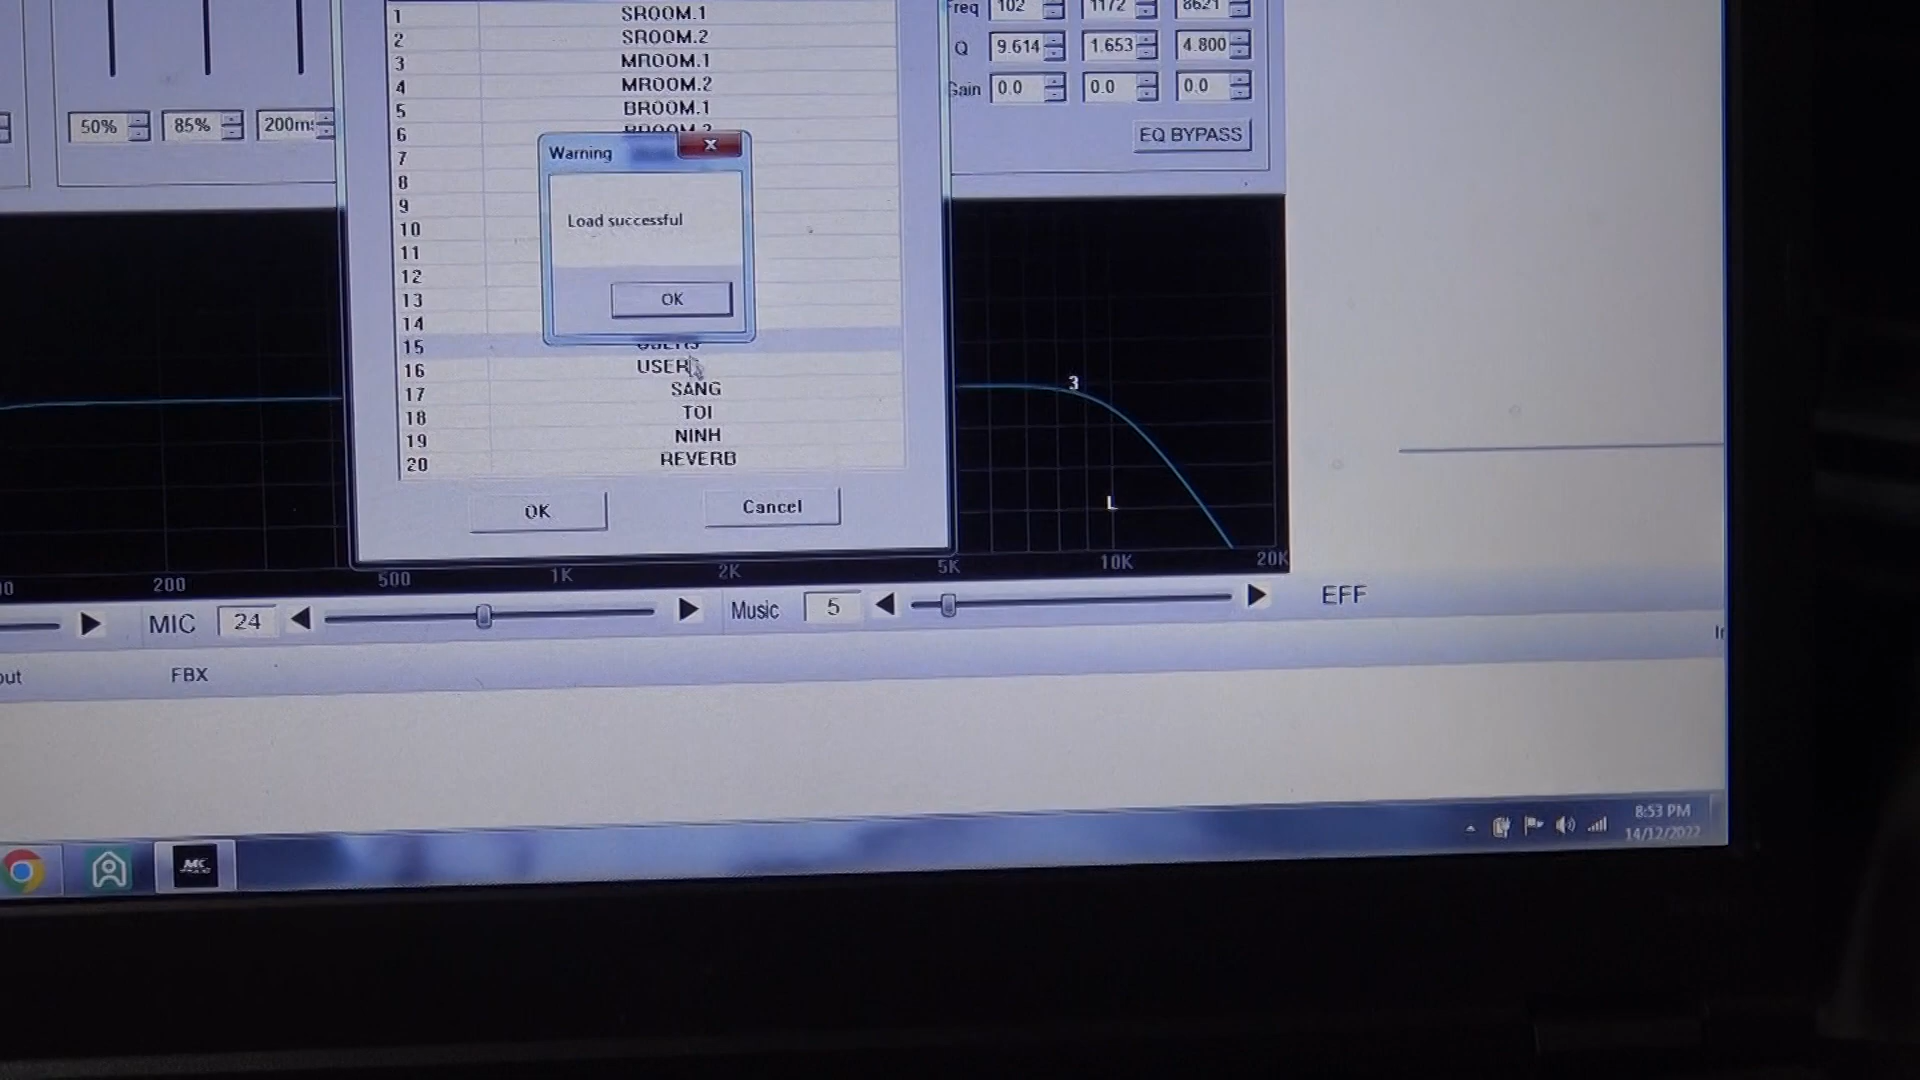 Freq 102 1172 8621
1 SROOM.1
2 SROOM.2
Q 9.614 1.653 4.800
3 MROOM.1
4 MROOM.2
Gain 0.0 0.0 0.0
5 BROOM.1
50% 85% 200ms
6 BROOM.2
EQ BYPASS
Warning
7
8
9
Load successful
10
11
12
13
OK
14
15
16 USER
17 SANG
3
18 TOI
19 NINH
20 REVERB
L
OK Cancel
200 500 1K 2K 5K 10K 20K
MIC 24 Music 5 EFF
FBX
8:53 PM
14/12/2022
MC